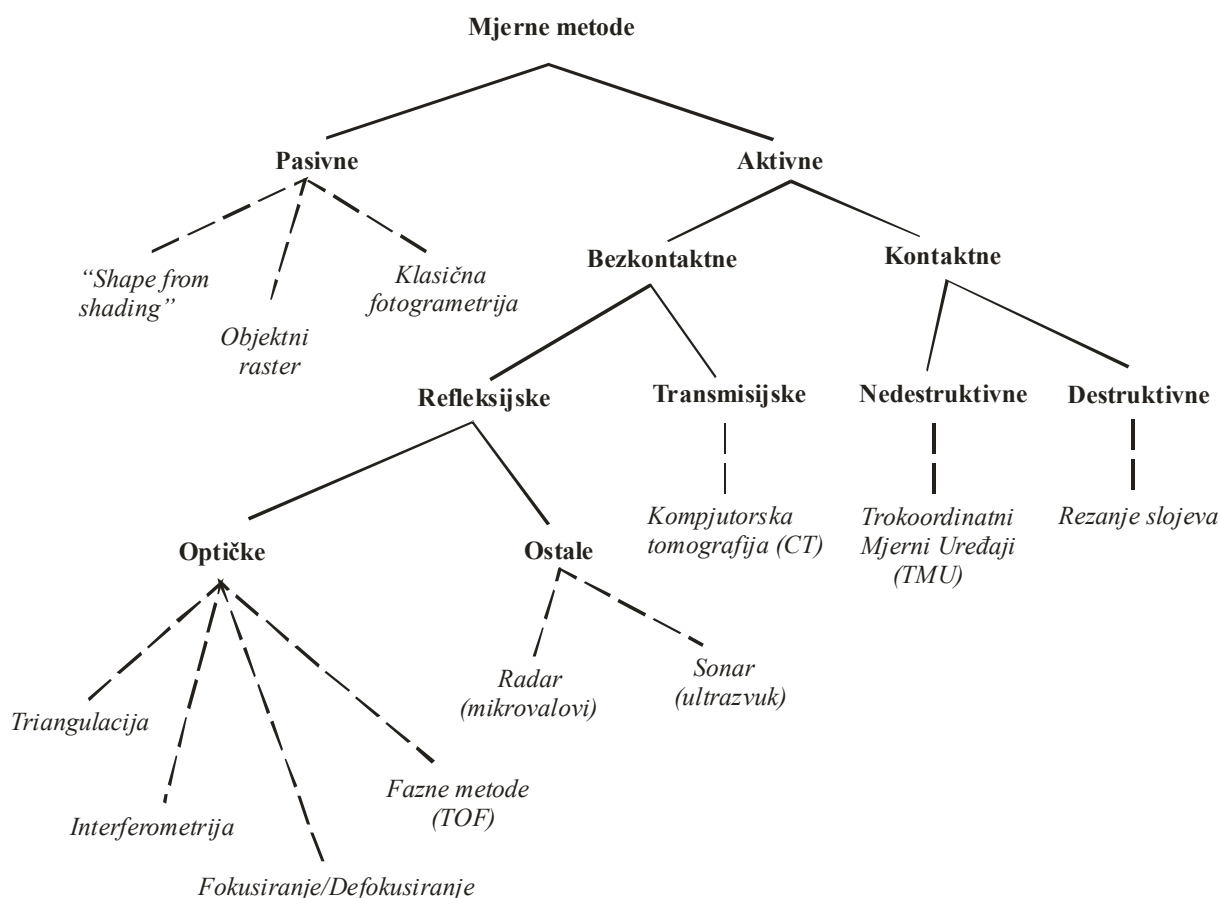 Mjerne metode
Pasivne
Aktivne
Bezkontaktne
Kontaktne
“Shape from
shading”
Klasična
fotogrametrija
Objektni
raster
Refleksijske
Transmisijske
Nedestruktivne
Destruktivne
Kompjutorska
tomografija (CT)
Trokoordinatni
Mjerni Uređaji
(TMU)
Rezanje slojeva
Optičke
Ostale
Radar
(mikrovalovi)
Sonar
(ultrazvuk)
Triangulacija
Interferometrija
Fazne metode
(TOF)
Fokusiranje/Defokusiranje